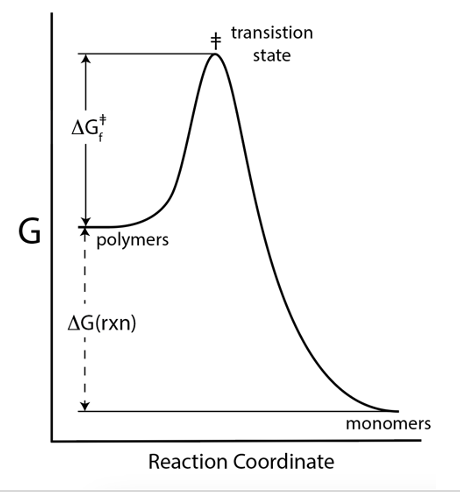 ‡ transistion
state
ΔG‡f
G
polymers
ΔG(rxn)
monomers
Reaction Coordinate